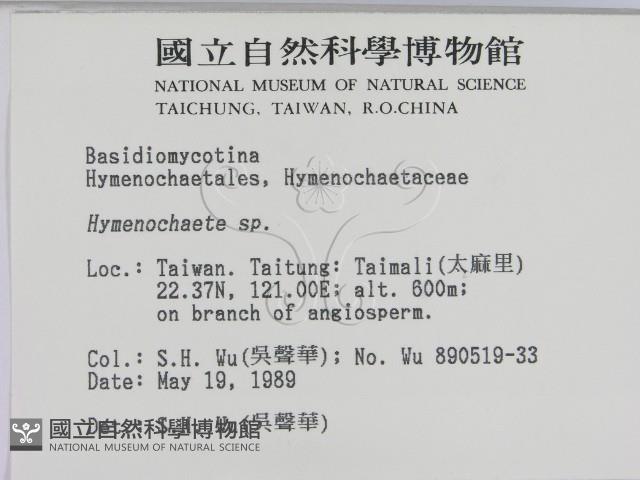 國立自然科學博物館
NATIONAL MUSEUM OF NATURAL SCIENCE
TAICHUNG, TAIWAN, R.O.CHINA
Basidiomycotina
Hymenochaetales, Hymenochaetaceae
Hymenochaete sp.
Loc.: Taiwan. Taitung: Taimali(太麻里)
22.37N, 121.00E; alt. 600m;
on branch of angiosperm.
Col.: S.H. Wu(吳聲華); No. Wu 890519-33
Date: May 19, 1989
Det.: S.H. Wu(吳聲華)
國立自然科學博物館
NATIONAL MUSEUM OF NATURAL SCIENCE